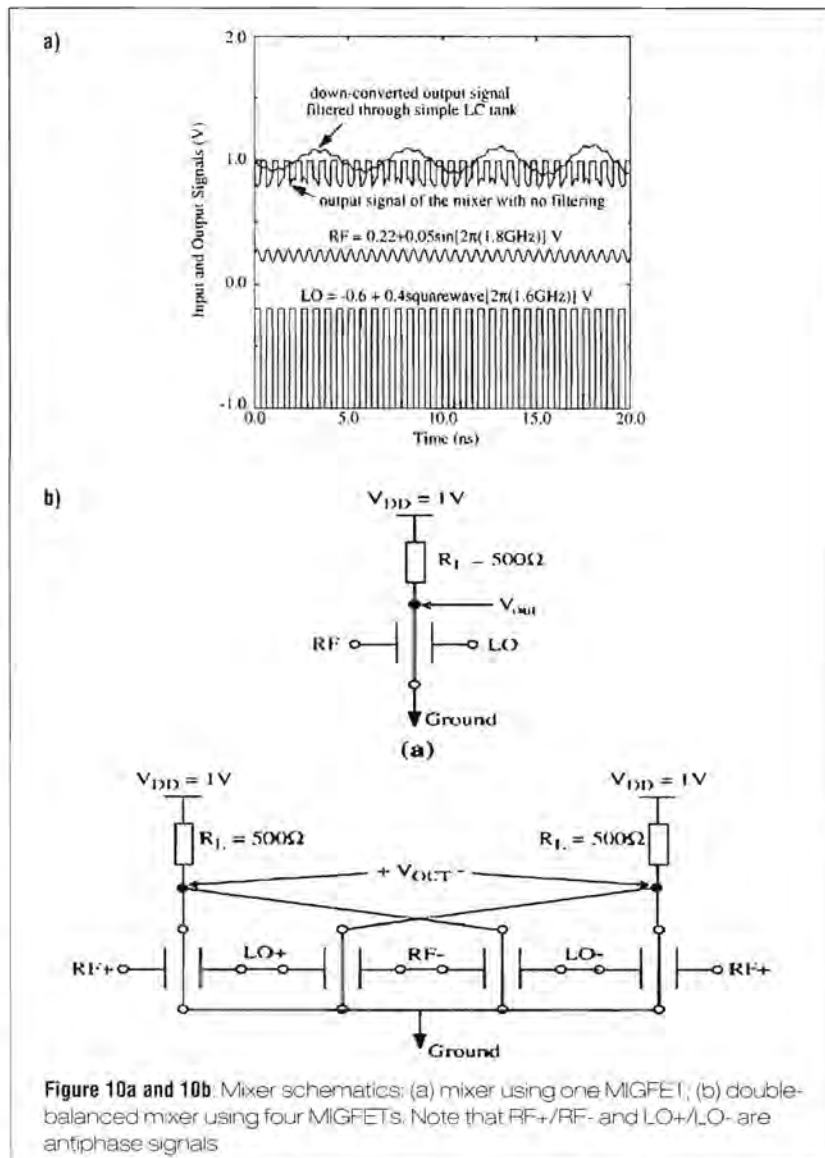 a)
2.0
down-converted output signal
filtered through simple LC tank
1.0
output signal of the mixer with no filtering
RF = 0.22+0.05sin[2π(1.8GHz)] V
0.0
LO = -0.6 + 0.4squarewave[2π(1.6GHz)] V
-1.0
0.0 5.0 10.0 15.0 20.0
Time (ns)
Input and Output Signals (V)
b)
VDD = 1V
RL = 500Ω
Vout
RF LO
Ground
(a)
VDD = 1V VDD = 1V
RL = 500Ω RL = 500Ω
+ VOUT -
RF+ LO+ RF- LO- RF+
Ground
Figure 10a and 10b: Mixer schematics: (a) mixer using one MIGFET; (b) double-
balanced mixer using four MIGFETs. Note that RF+/RF- and LO+/LO- are
antiphase signals